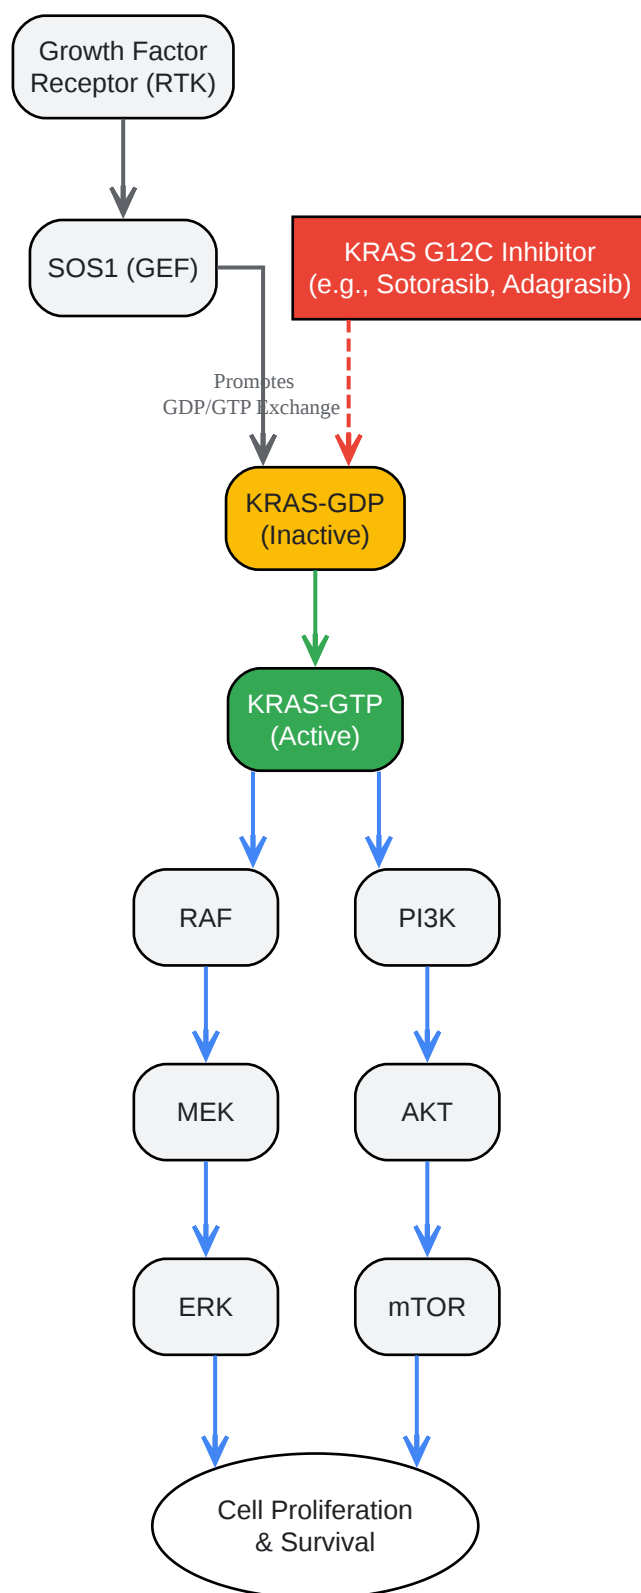 Growth Factor
Receptor (RTK)
SOS1 (GEF)
KRAS G12C Inhibitor
(e.g., Sotorasib, Adagrasib)
Promotes
GDP/GTP Exchange
KRAS-GDP
(Inactive)
KRAS-GTP
(Active)
RAF
PI3K
MEK
AKT
ERK
mTOR
Cell Proliferation
& Survival